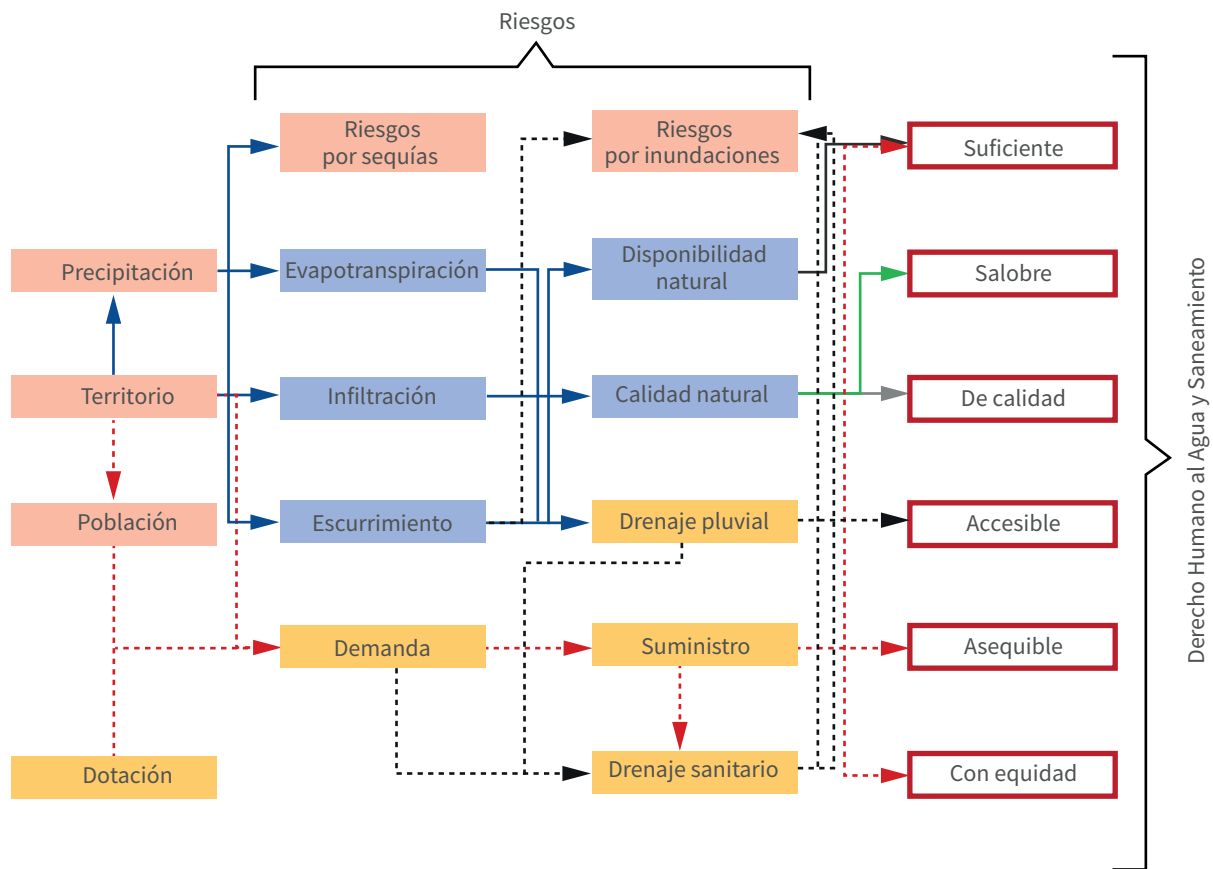 Riesgos
Riesgos
por sequías
Riesgos
por inundaciones
Suficiente
Precipitación
Evapotranspiración
Disponibilidad
natural
Salobre
Territorio
Infiltración
Calidad natural
De calidad
Población
Escurrimiento
Drenaje pluvial
Accesible
Demanda
Suministro
Asequible
Dotación
Drenaje sanitario
Con equidad
Derecho Humano al Agua y Saneamiento